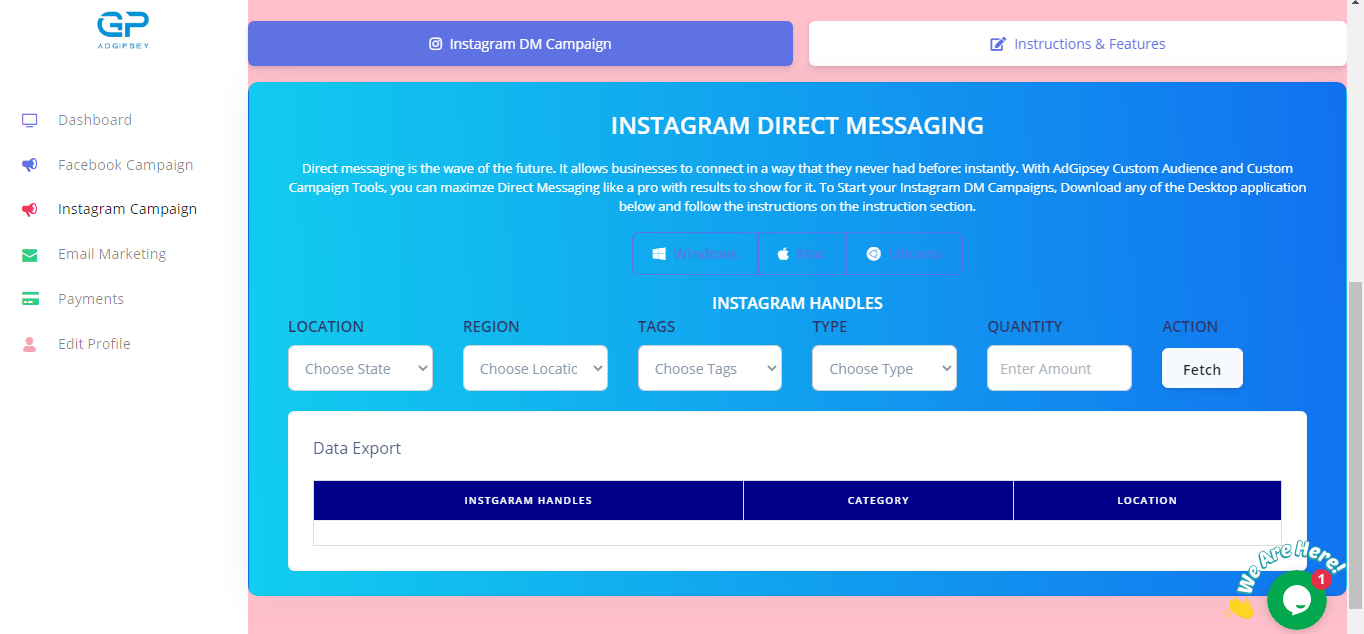 GP
ADGIPSEY
Dashboard
Facebook Campaign
Instagram Campaign
Email Marketing
Payments
Edit Profile
Instagram DM Campaign
Instructions & Features
INSTAGRAM DIRECT MESSAGING
Direct messaging is the wave of the future. It allows businesses to connect in a way that they never had before: instantly. With AdGipsey Custom Audience and Custom
Campaign Tools, you can maximze Direct Messaging like a pro with results to show for it. To Start your Instagram DM Campaigns, Download any of the Desktop application
below and follow the instructions on the instruction section.
Windows Mac Ubuntu
INSTAGRAM HANDLES
LOCATION REGION TAGS TYPE QUANTITY ACTION
Choose State Choose Locatic Choose Tags Choose Type Enter Amount Fetch
Data Export
INSTGARAM HANDLES CATEGORY LOCATION
We Are Here!
1